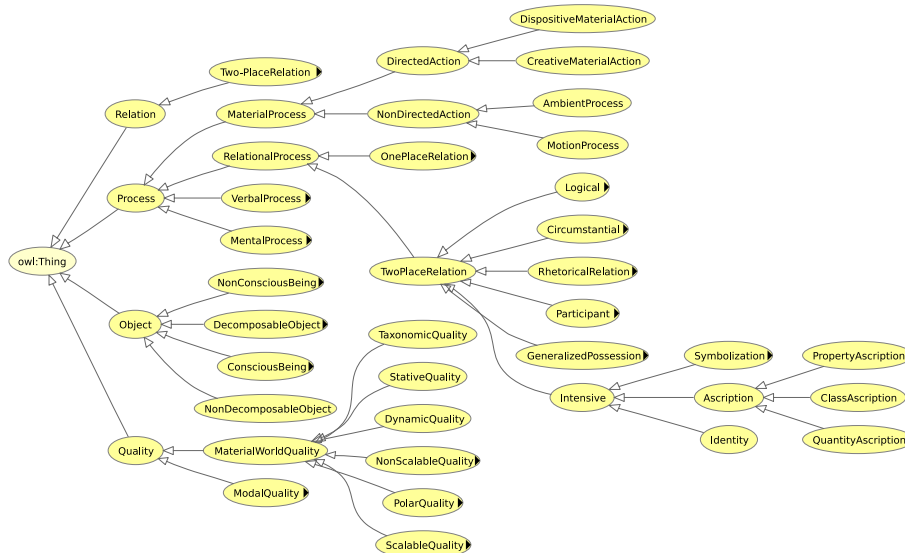 DispositiveMaterialAction
DirectedAction
CreativeMaterialAction
Two-PlaceRelation
Relation
MaterialProcess
NonDirectedAction
AmbientProcess
MotionProcess
RelationalProcess
OnePlaceRelation
Process
VerbalProcess
Logical
Circumstantial
MentalProcess
owl:Thing
TwoPlaceRelation
RhetoricalRelation
NonConsciousBeing
Participant
Object
DecomposableObject
TaxonomicQuality
GeneralizedPossession
Symbolization
PropertyAscription
ConsciousBeing
StativeQuality
Intensive
Ascription
ClassAscription
NonDecomposableObject
DynamicQuality
Identity
QuantityAscription
Quality
MaterialWorldQuality
NonScalableQuality
ModalQuality
PolarQuality
ScalableQuality